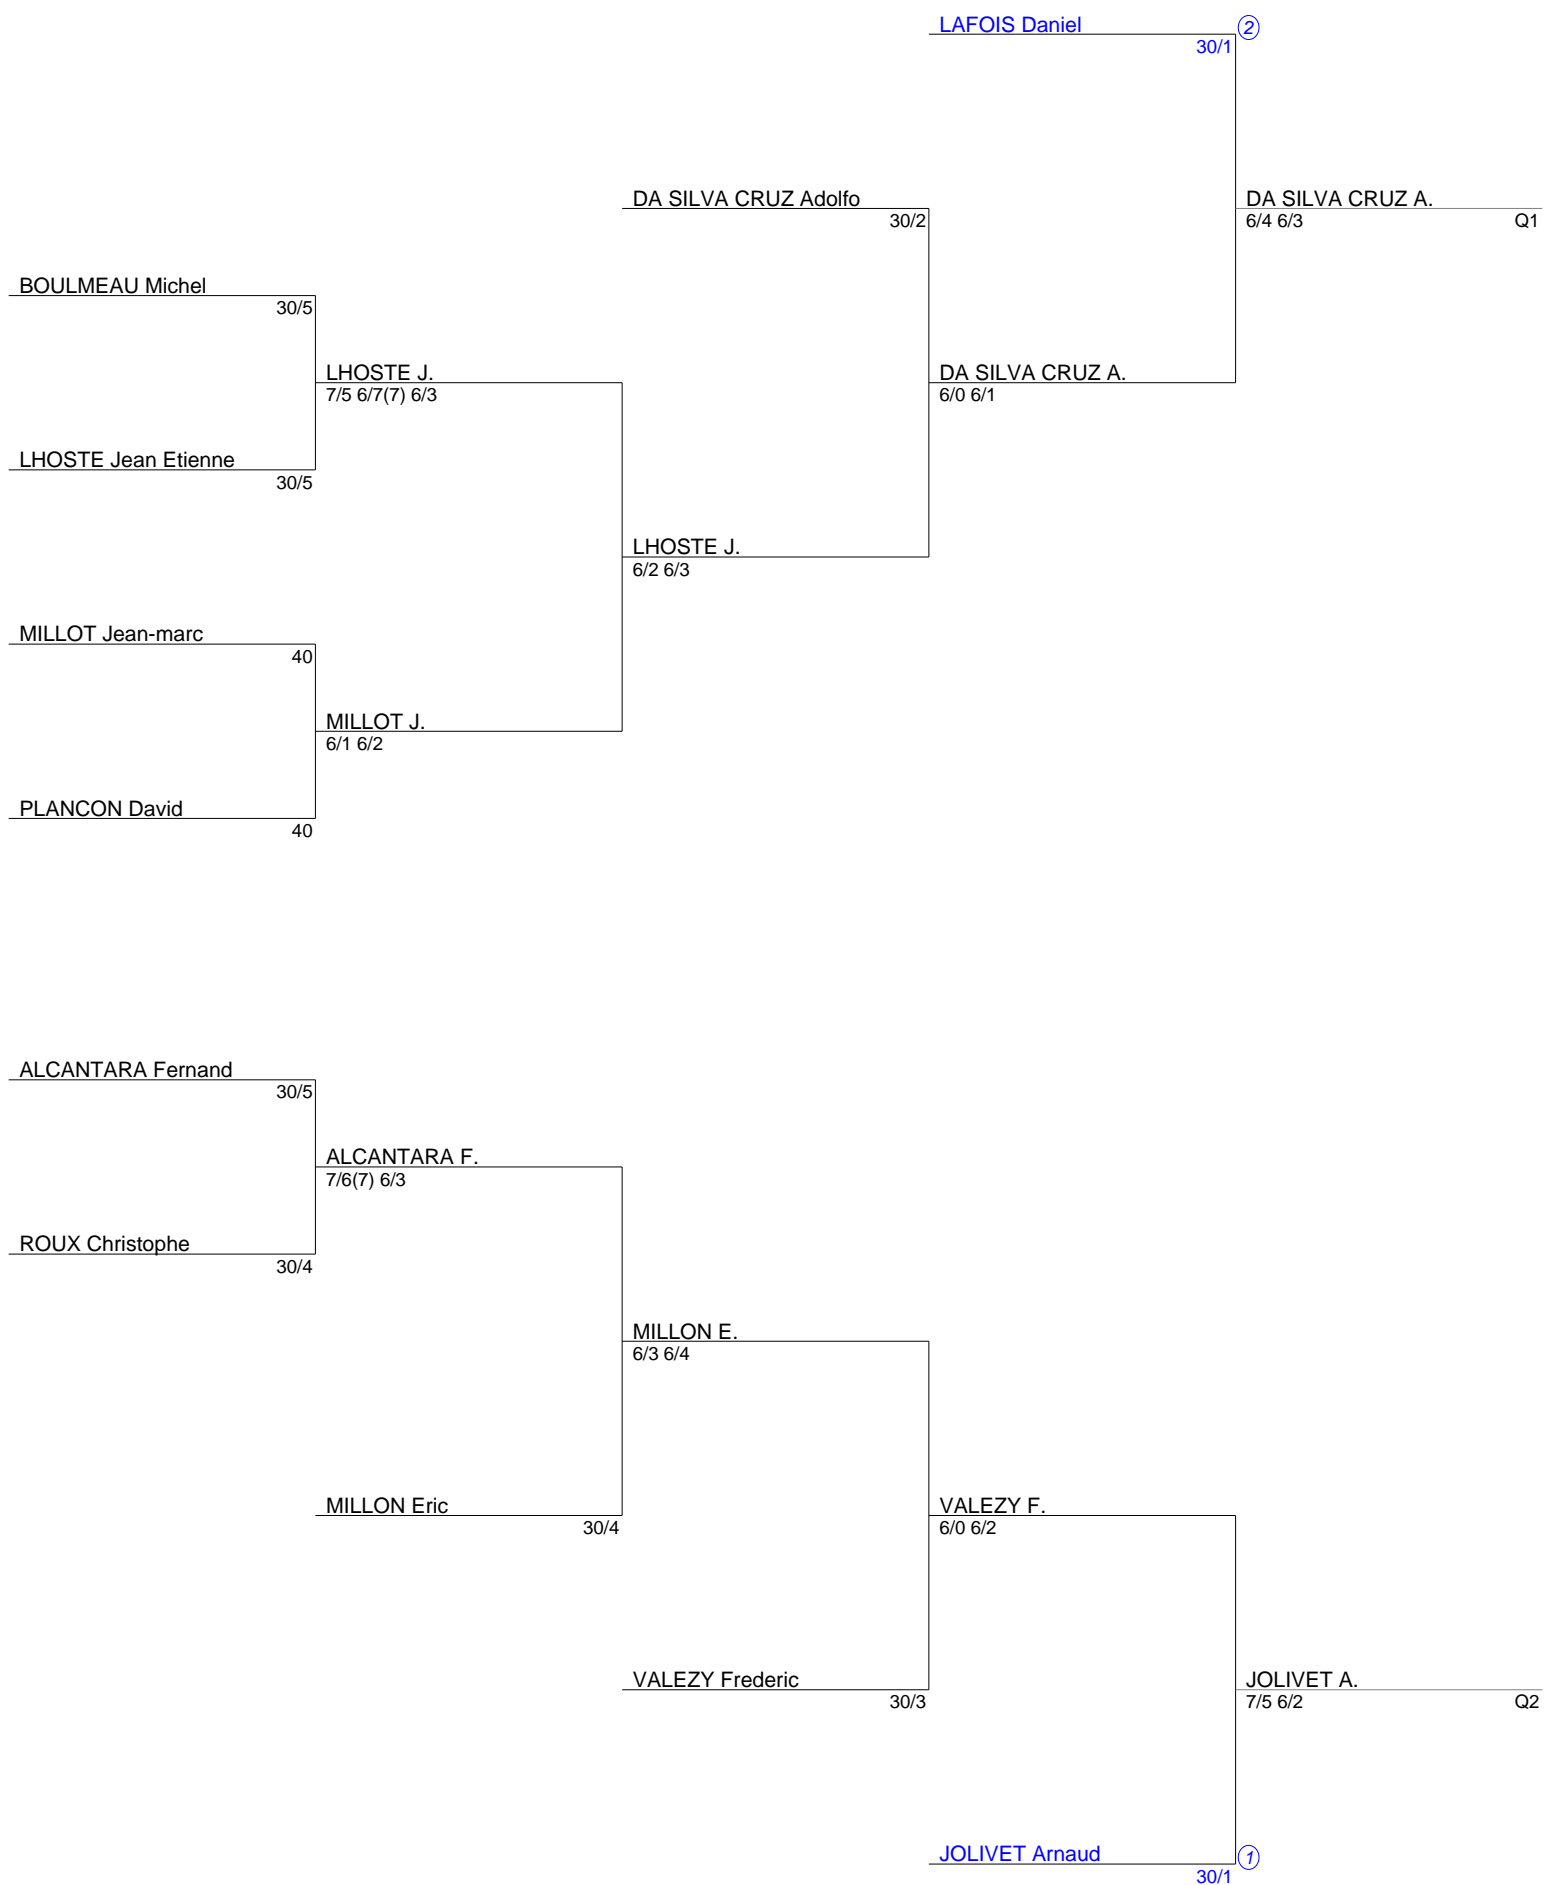 LAFOIS Daniel
2
30/1
DA SILVA CRUZ Adolfo
30/2
DA SILVA CRUZ A.
6/4 6/3
Q1
BOULMEAU Michel
30/5
LHOSTE J.
7/5 6/7(7) 6/3
DA SILVA CRUZ A.
6/0 6/1
LHOSTE Jean Etienne
30/5
LHOSTE J.
6/2 6/3
MILLOT Jean-marc
40
MILLOT J.
6/1 6/2
PLANCON David
40
ALCANTARA Fernand
30/5
ALCANTARA F.
7/6(7) 6/3
ROUX Christophe
30/4
MILLON E.
6/3 6/4
MILLON Eric
30/4
VALEZY F.
6/0 6/2
VALEZY Frederic
30/3
JOLIVET A.
7/5 6/2
Q2
JOLIVET Arnaud
1
30/1